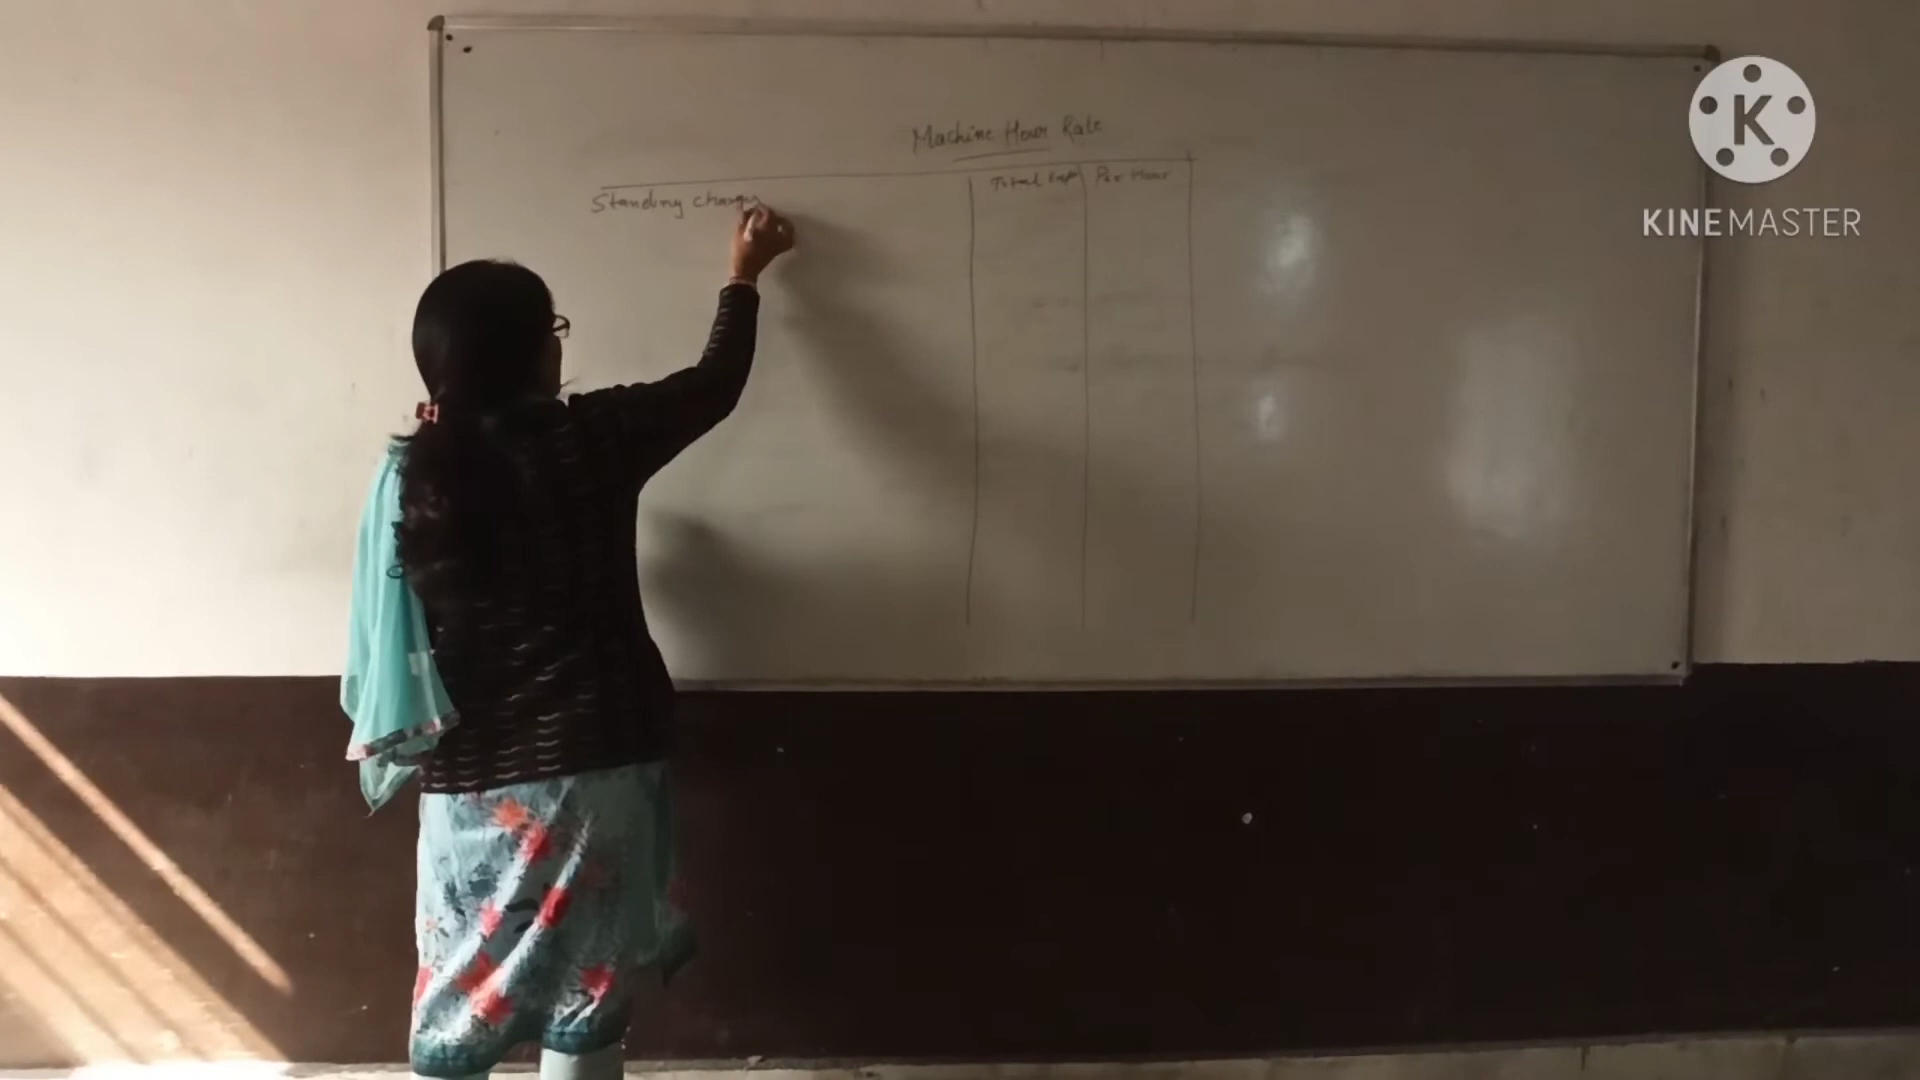 Machine Hour Rate
Total Exp Per Hour
Standing charges
K
KINEMASTER